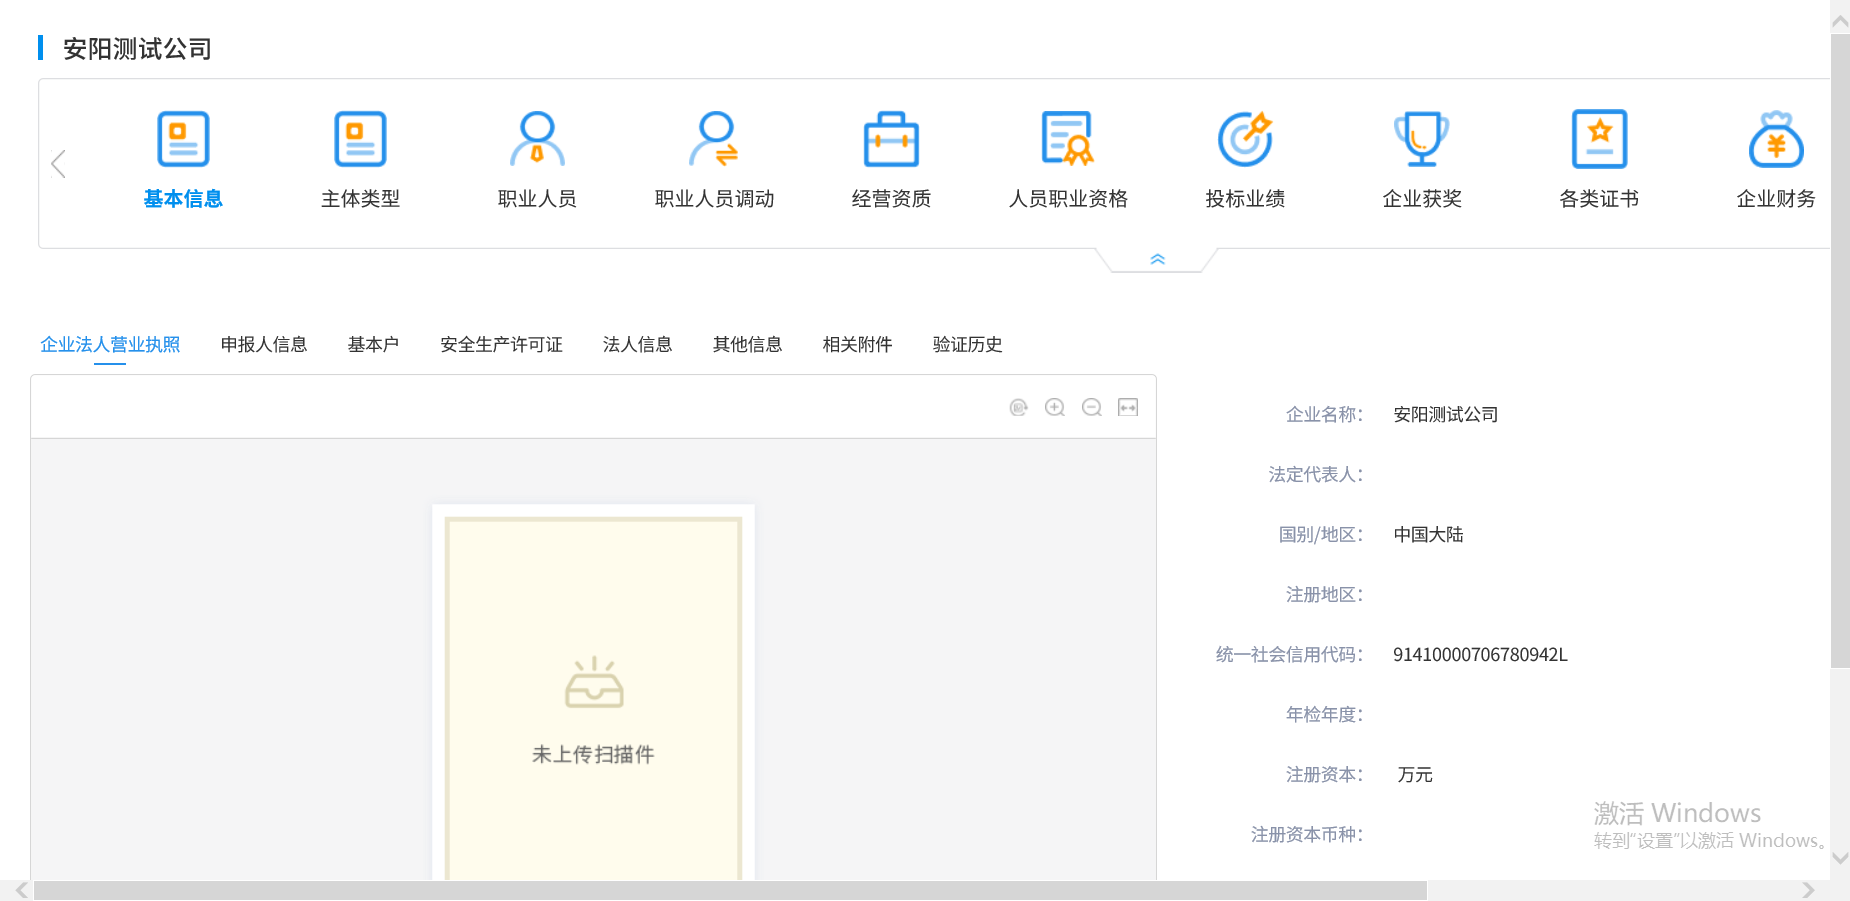 安阳测试公司
基本信息 主体类型 职业人员 职业人员调动 经营资质 人员职业资格 投标业绩 企业获奖 各类证书 企业财务
企业法人营业执照 申报人信息 基本户 安全生产许可证 法人信息 其他信息 相关附件 验证历史
未上传扫描件
企业名称： 安阳测试公司
法定代表人：
国别/地区： 中国大陆
注册地区：
统一社会信用代码： 91410000706780942L
年检年度：
注册资本： 万元
注册资本币种：
激活 Windows
转到“设置”以激活 Windows。